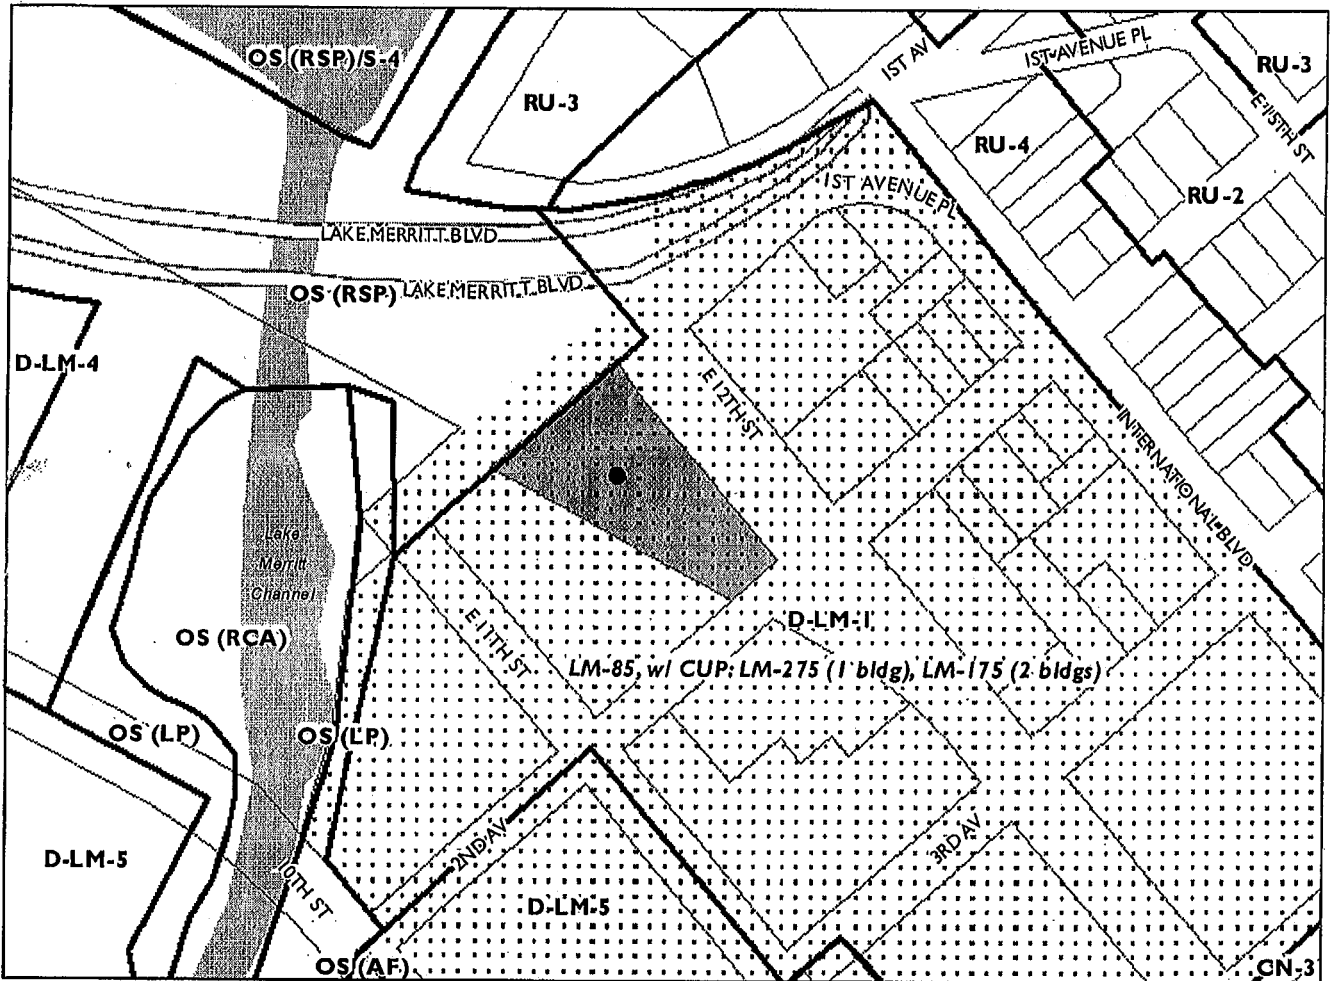 OS (RSP)/S-4
RU-3
1ST AV
1ST AVENUE PL
RU-3
E 15TH ST
RU-4
RU-2
1ST AVENUE PL
LAKE MERRITT BLVD
OS (RSP)
LAKE MERRITT BLVD
D-LM-4
E 12TH ST
INTERNATIONAL BLVD
Lake
Merritt
Channel
OS (RCA)
E 11TH ST
D-LM-1
LM-85, w/ CUP: LM-275 (1 bldg), LM-175 (2 bldgs)
OS (LP)
OS (LP)
D-LM-5
10TH ST
2ND AV
3RD AV
D-LM-5
OS (AF)
CN-3